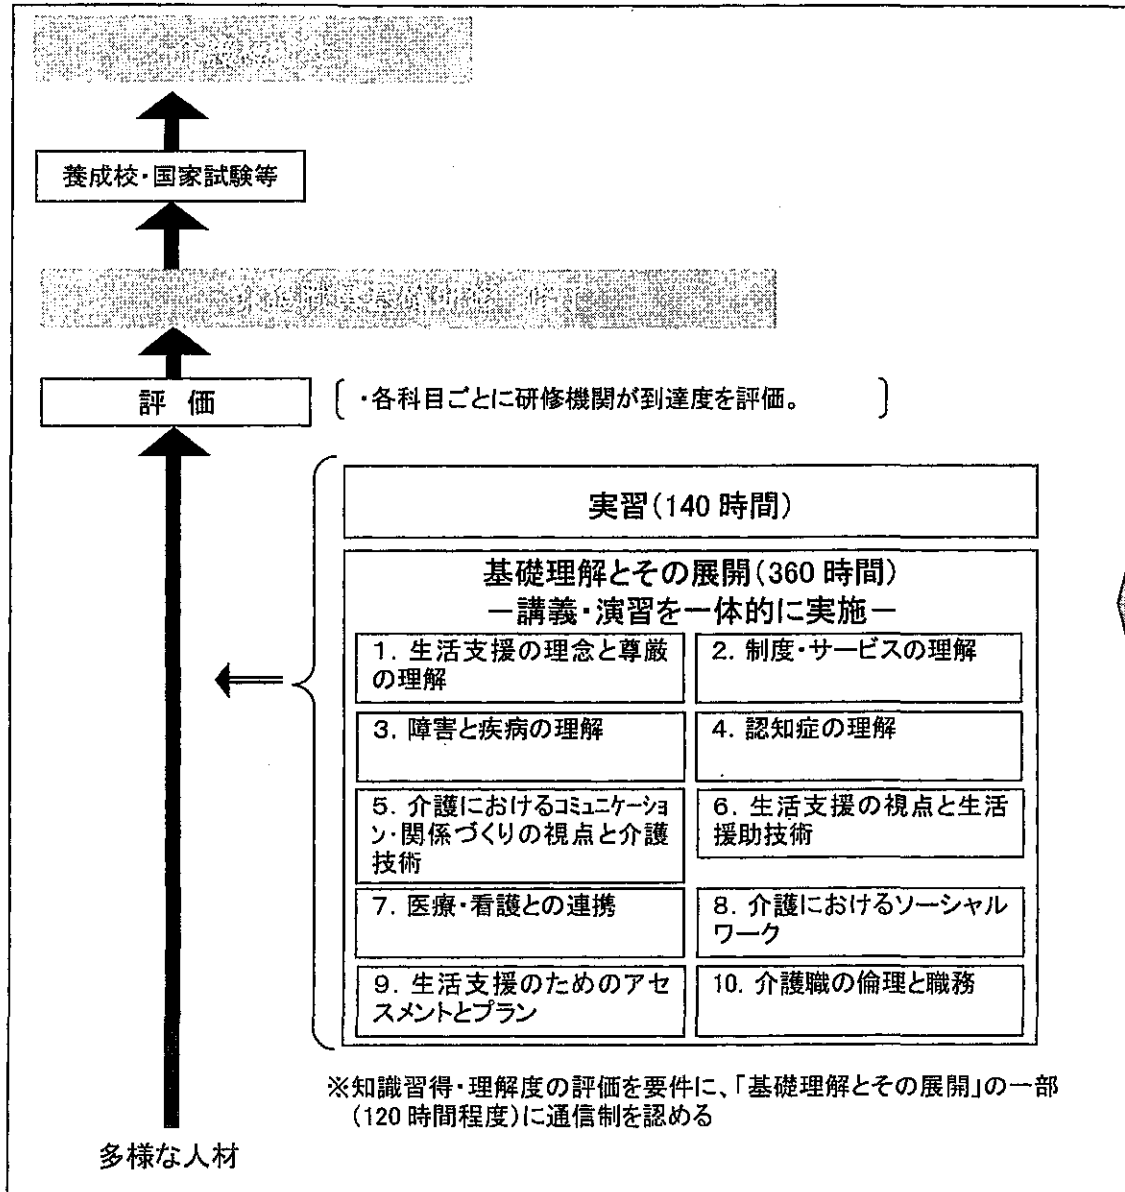 養成校・国家試験等
評 価
・各科目ごとに研修機関が到達度を評価。
実習(140 時間)
基礎理解とその展開(360 時間)
－講義・演習を一体的に実施－
1. 生活支援の理念と尊厳
の理解
2. 制度・サービスの理解
3. 障害と疾病の理解
4. 認知症の理解
5. 介護におけるｺﾐｭﾆｹｰｼｮ
ン・関係づくりの視点と介護
技術
6. 生活支援の視点と生活
援助技術
7. 医療・看護との連携
8. 介護におけるソーシャル
ワーク
9. 生活支援のためのアセ
スメントとプラン
10. 介護職の倫理と職務
※知識習得・理解度の評価を要件に、「基礎理解とその展開」の一部
(120 時間程度)に通信制を認める
多様な人材